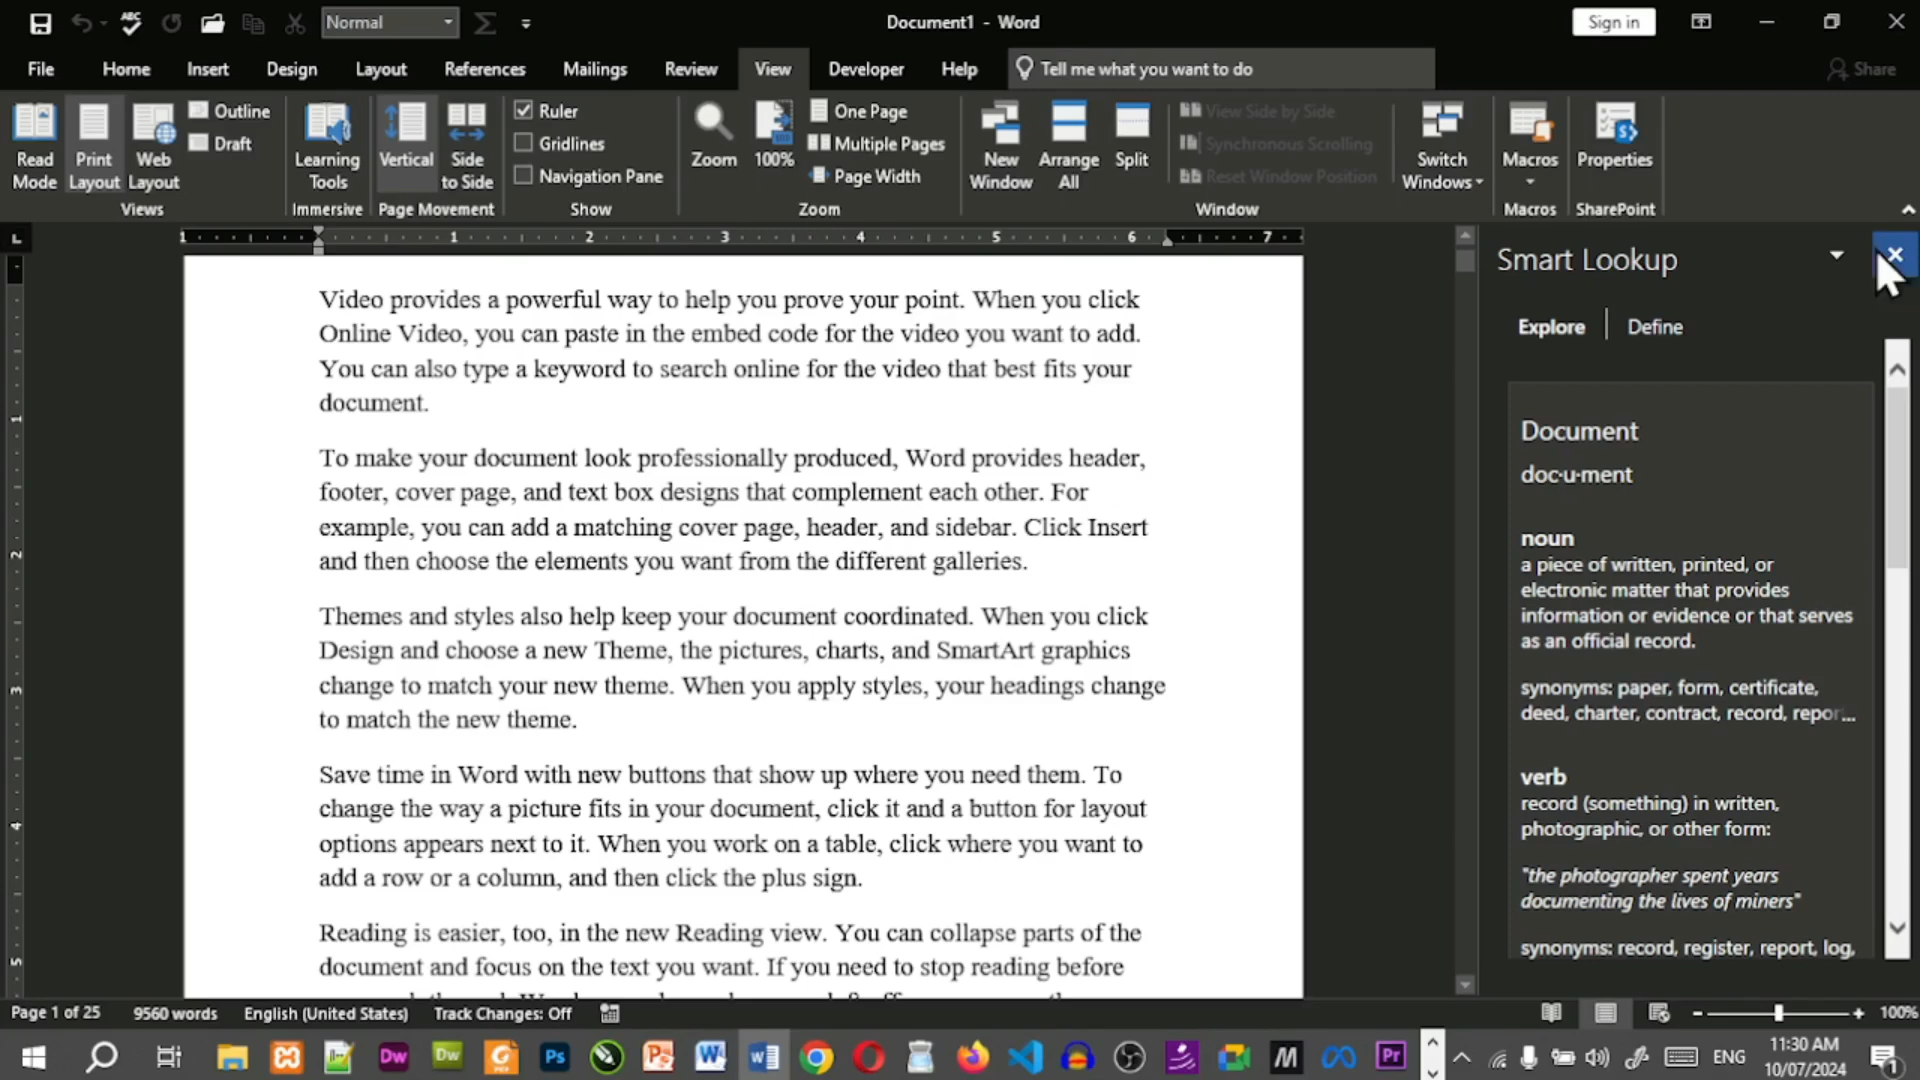 Normal
Document1 - Word
Sign in
File Home Insert Design Layout References Mailings Review View Developer Help Tell me what you want to do Share
Read Mode
Print Layout
Web Layout
Outline
Draft
Views
Learning Tools
Immersive
Vertical
Side to Side
Page Movement
Ruler
Gridlines
Navigation Pane
Show
Zoom
100%
One Page
Multiple Pages
Page Width
Zoom
New Window
Arrange All
Split
View Side by Side
Synchronous Scrolling
Reset Window Position
Switch Windows
Window
Macros
Macros
Properties
SharePoint
1 1 2 3 4 5 6 7
Video provides a powerful way to help you prove your point. When you click
Online Video, you can paste in the embed code for the video you want to add.
You can also type a keyword to search online for the video that best fits your
document.
To make your document look professionally produced, Word provides header,
footer, cover page, and text box designs that complement each other. For
example, you can add a matching cover page, header, and sidebar. Click Insert
and then choose the elements you want from the different galleries.
Themes and styles also help keep your document coordinated. When you click
Design and choose a new Theme, the pictures, charts, and SmartArt graphics
change to match your new theme. When you apply styles, your headings change
to match the new theme.
Save time in Word with new buttons that show up where you need them. To
change the way a picture fits in your document, click it and a button for layout
options appears next to it. When you work on a table, click where you want to
add a row or a column, and then click the plus sign.
Reading is easier, too, in the new Reading view. You can collapse parts of the
document and focus on the text you want. If you need to stop reading before
1
2
3
4
5
Smart Lookup
Explore | Define
Document
doc·u·ment
noun
a piece of written, printed, or
electronic matter that provides
information or evidence or that serves
as an official record.
synonyms: paper, form, certificate,
deed, charter, contract, record, repor...
verb
record (something) in written,
photographic, or other form:
"the photographer spent years
documenting the lives of miners"
synonyms: record, register, report, log,
Page 1 of 25 9560 words English (United States) Track Changes: Off 100%
ENG
11:30 AM
10/07/2024